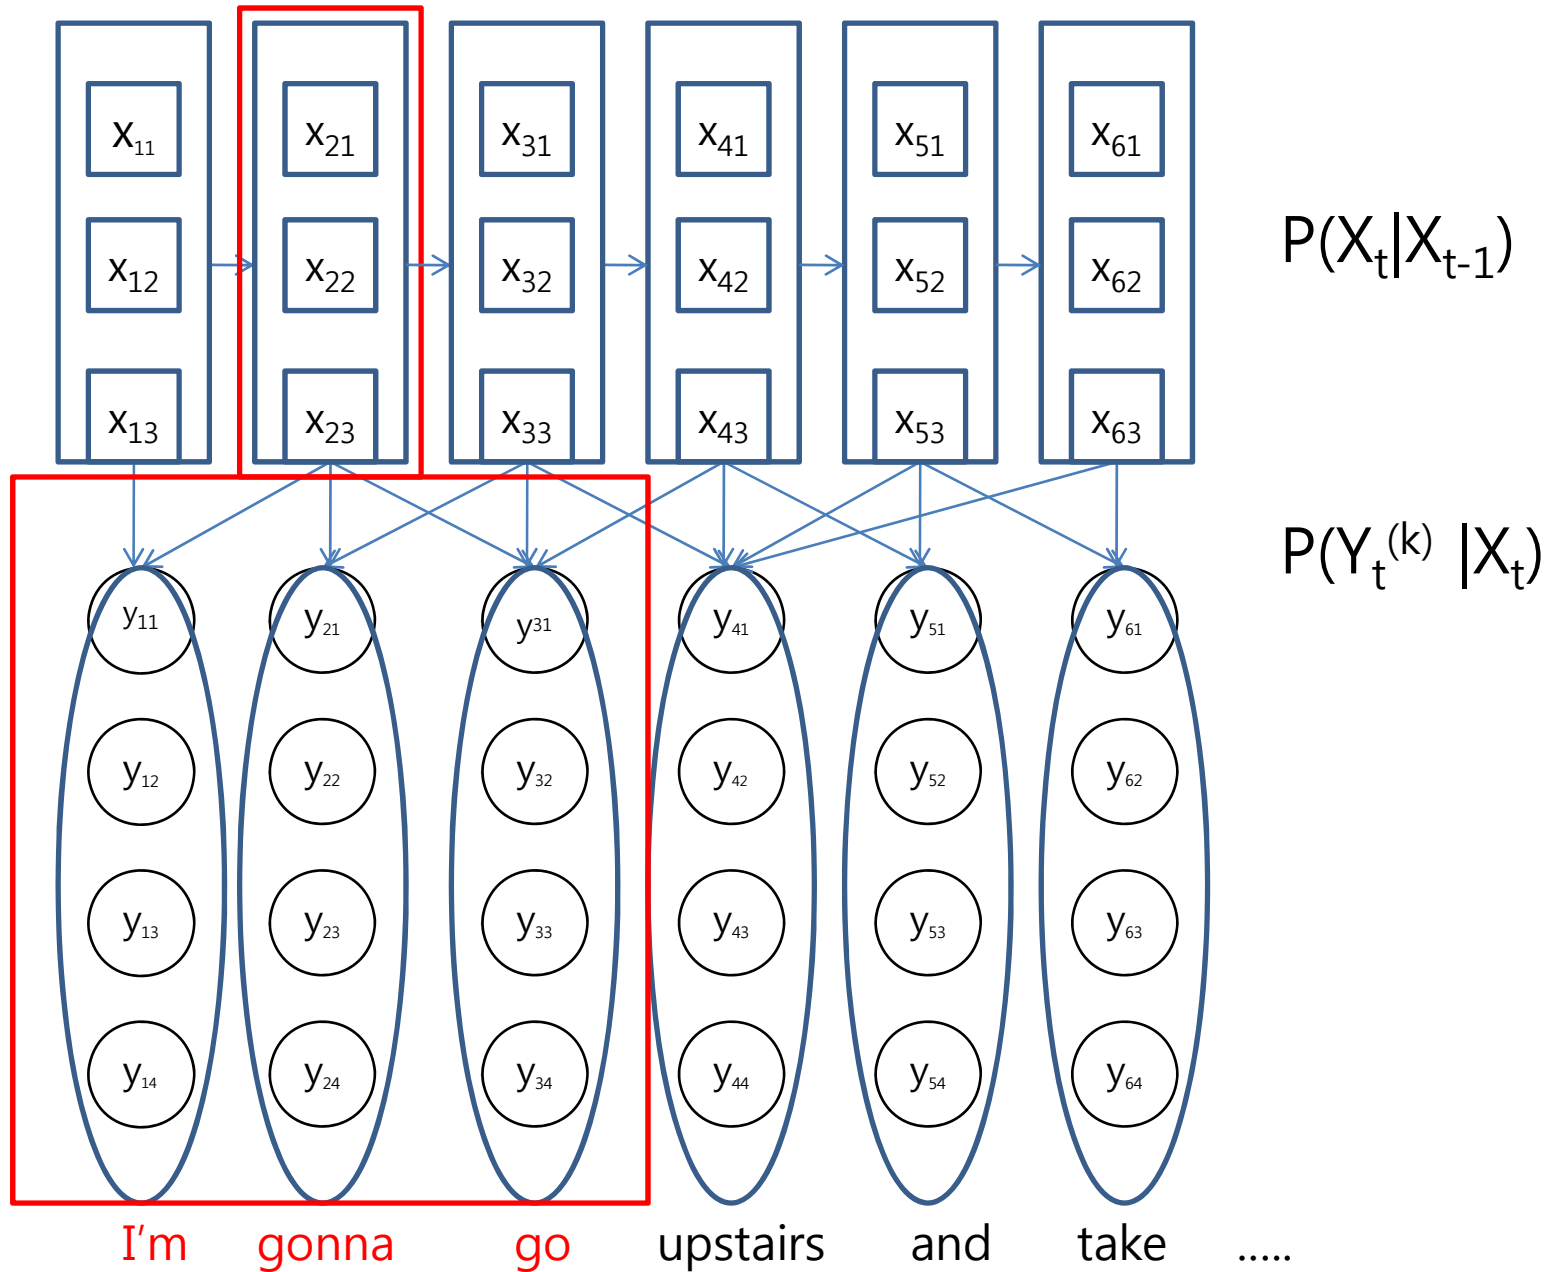 x₁₁ x₂₁ x₃₁ x₄₁ x₅₁ x₆₁
x₁₂ x₂₂ x₃₂ x₄₂ x₅₂ x₆₂ P(Xₜ|Xₜ₋₁)
x₁₃ x₂₃ x₃₃ x₄₃ x₅₃ x₆₃
P(Yₜ⁽ᵏ⁾ |Xₜ)
y₁₁ y₂₁ y³¹ y₄₁ y₅₁ y₆₁
y₁₂ y₂₂ y₃₂ y₄₂ y₅₂ y₆₂
y₁₃ y₂₃ y₃₃ y₄₃ y₅₃ y₆₃
y₁₄ y₂₄ y₃₄ y₄₄ y₅₄ y₆₄
I'm gonna go upstairs and take .....